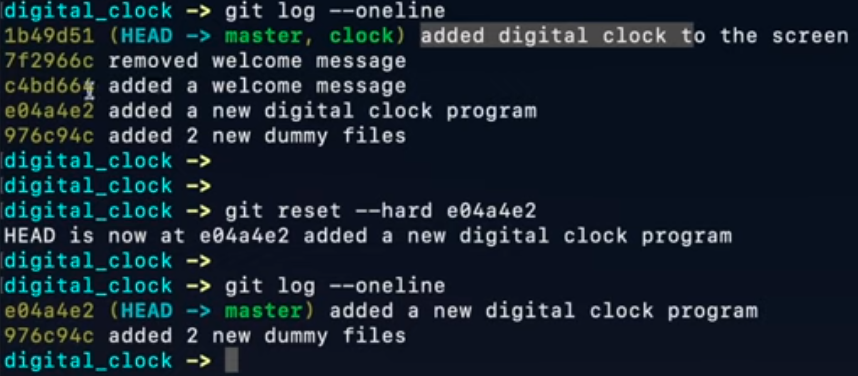 digital_clock -> git log --oneline
1b49d51 (HEAD -> master, clock) added digital clock to the screen
7f2966c removed welcome message
c4bd664 added a welcome message
e04a4e2 added a new digital clock program
976c94c added 2 new dummy files
digital_clock ->
digital_clock ->
digital_clock -> git reset --hard e04a4e2
HEAD is now at e04a4e2 added a new digital clock program
digital_clock ->
digital_clock -> git log --oneline
e04a4e2 (HEAD -> master) added a new digital clock program
976c94c added 2 new dummy files
digital_clock ->